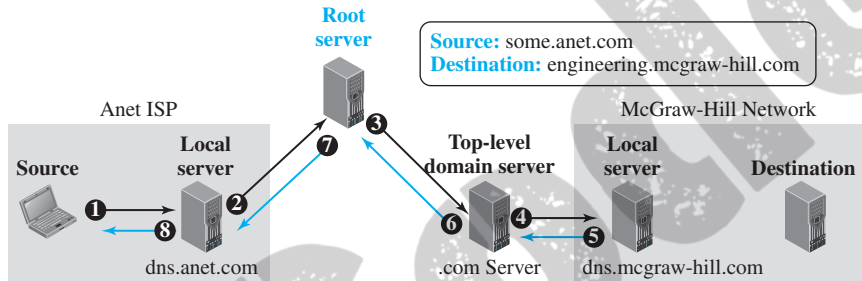 Root
server
Source: some.anet.com
Destination: engineering.mcgraw-hill.com
Anet ISP
McGraw-Hill Network
Source
Local
server
Top-level
domain server
Local
server
Destination
1
8
2
7
3
6
4
5
dns.anet.com
.com Server
dns.mcgraw-hill.com